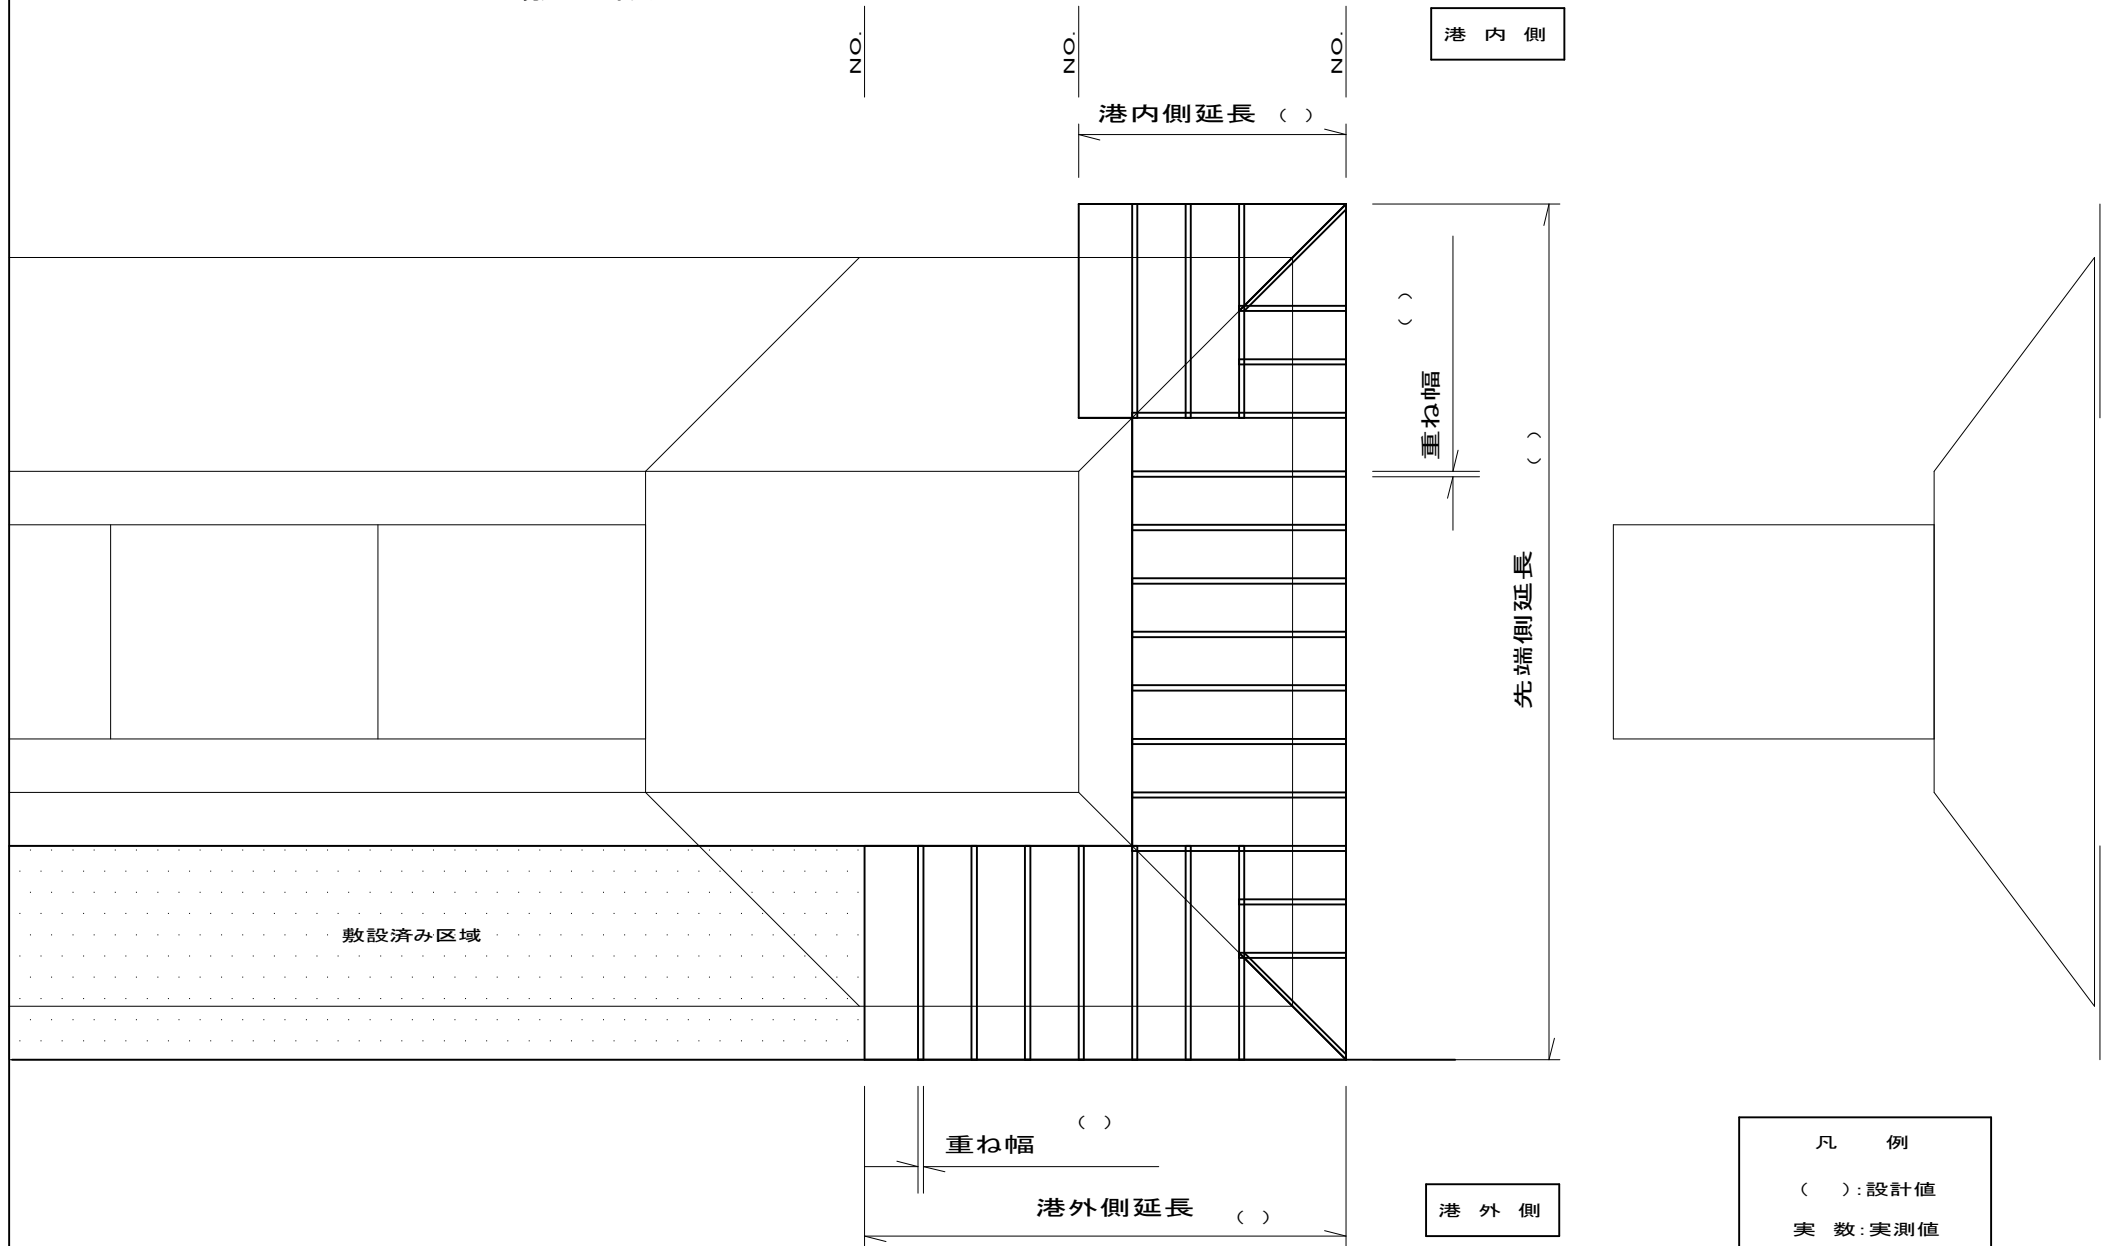 NO.
NO.
NO.
港 内 側
港内側延長 ( )
( )
重ね幅
( )
先端側延長
敷設済み区域
( )
重ね幅
港外側延長 ( )
港 外 側
凡 例
( ):設計値
実 数:実測値